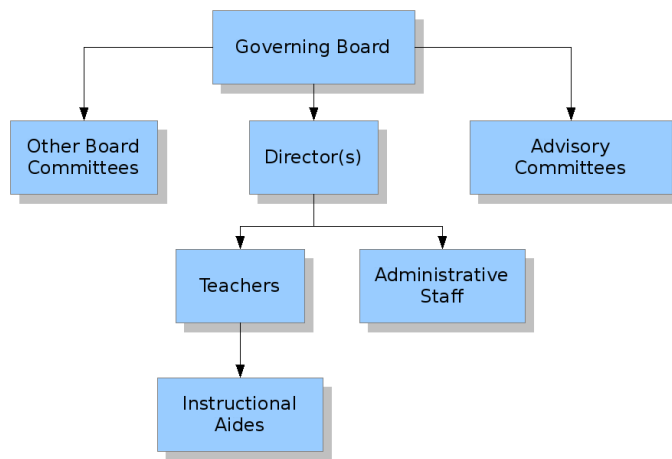 Governing Board
Other Board
Committees
Director(s)
Advisory
Committees
Teachers
Administrative
Staff
Instructional
Aides